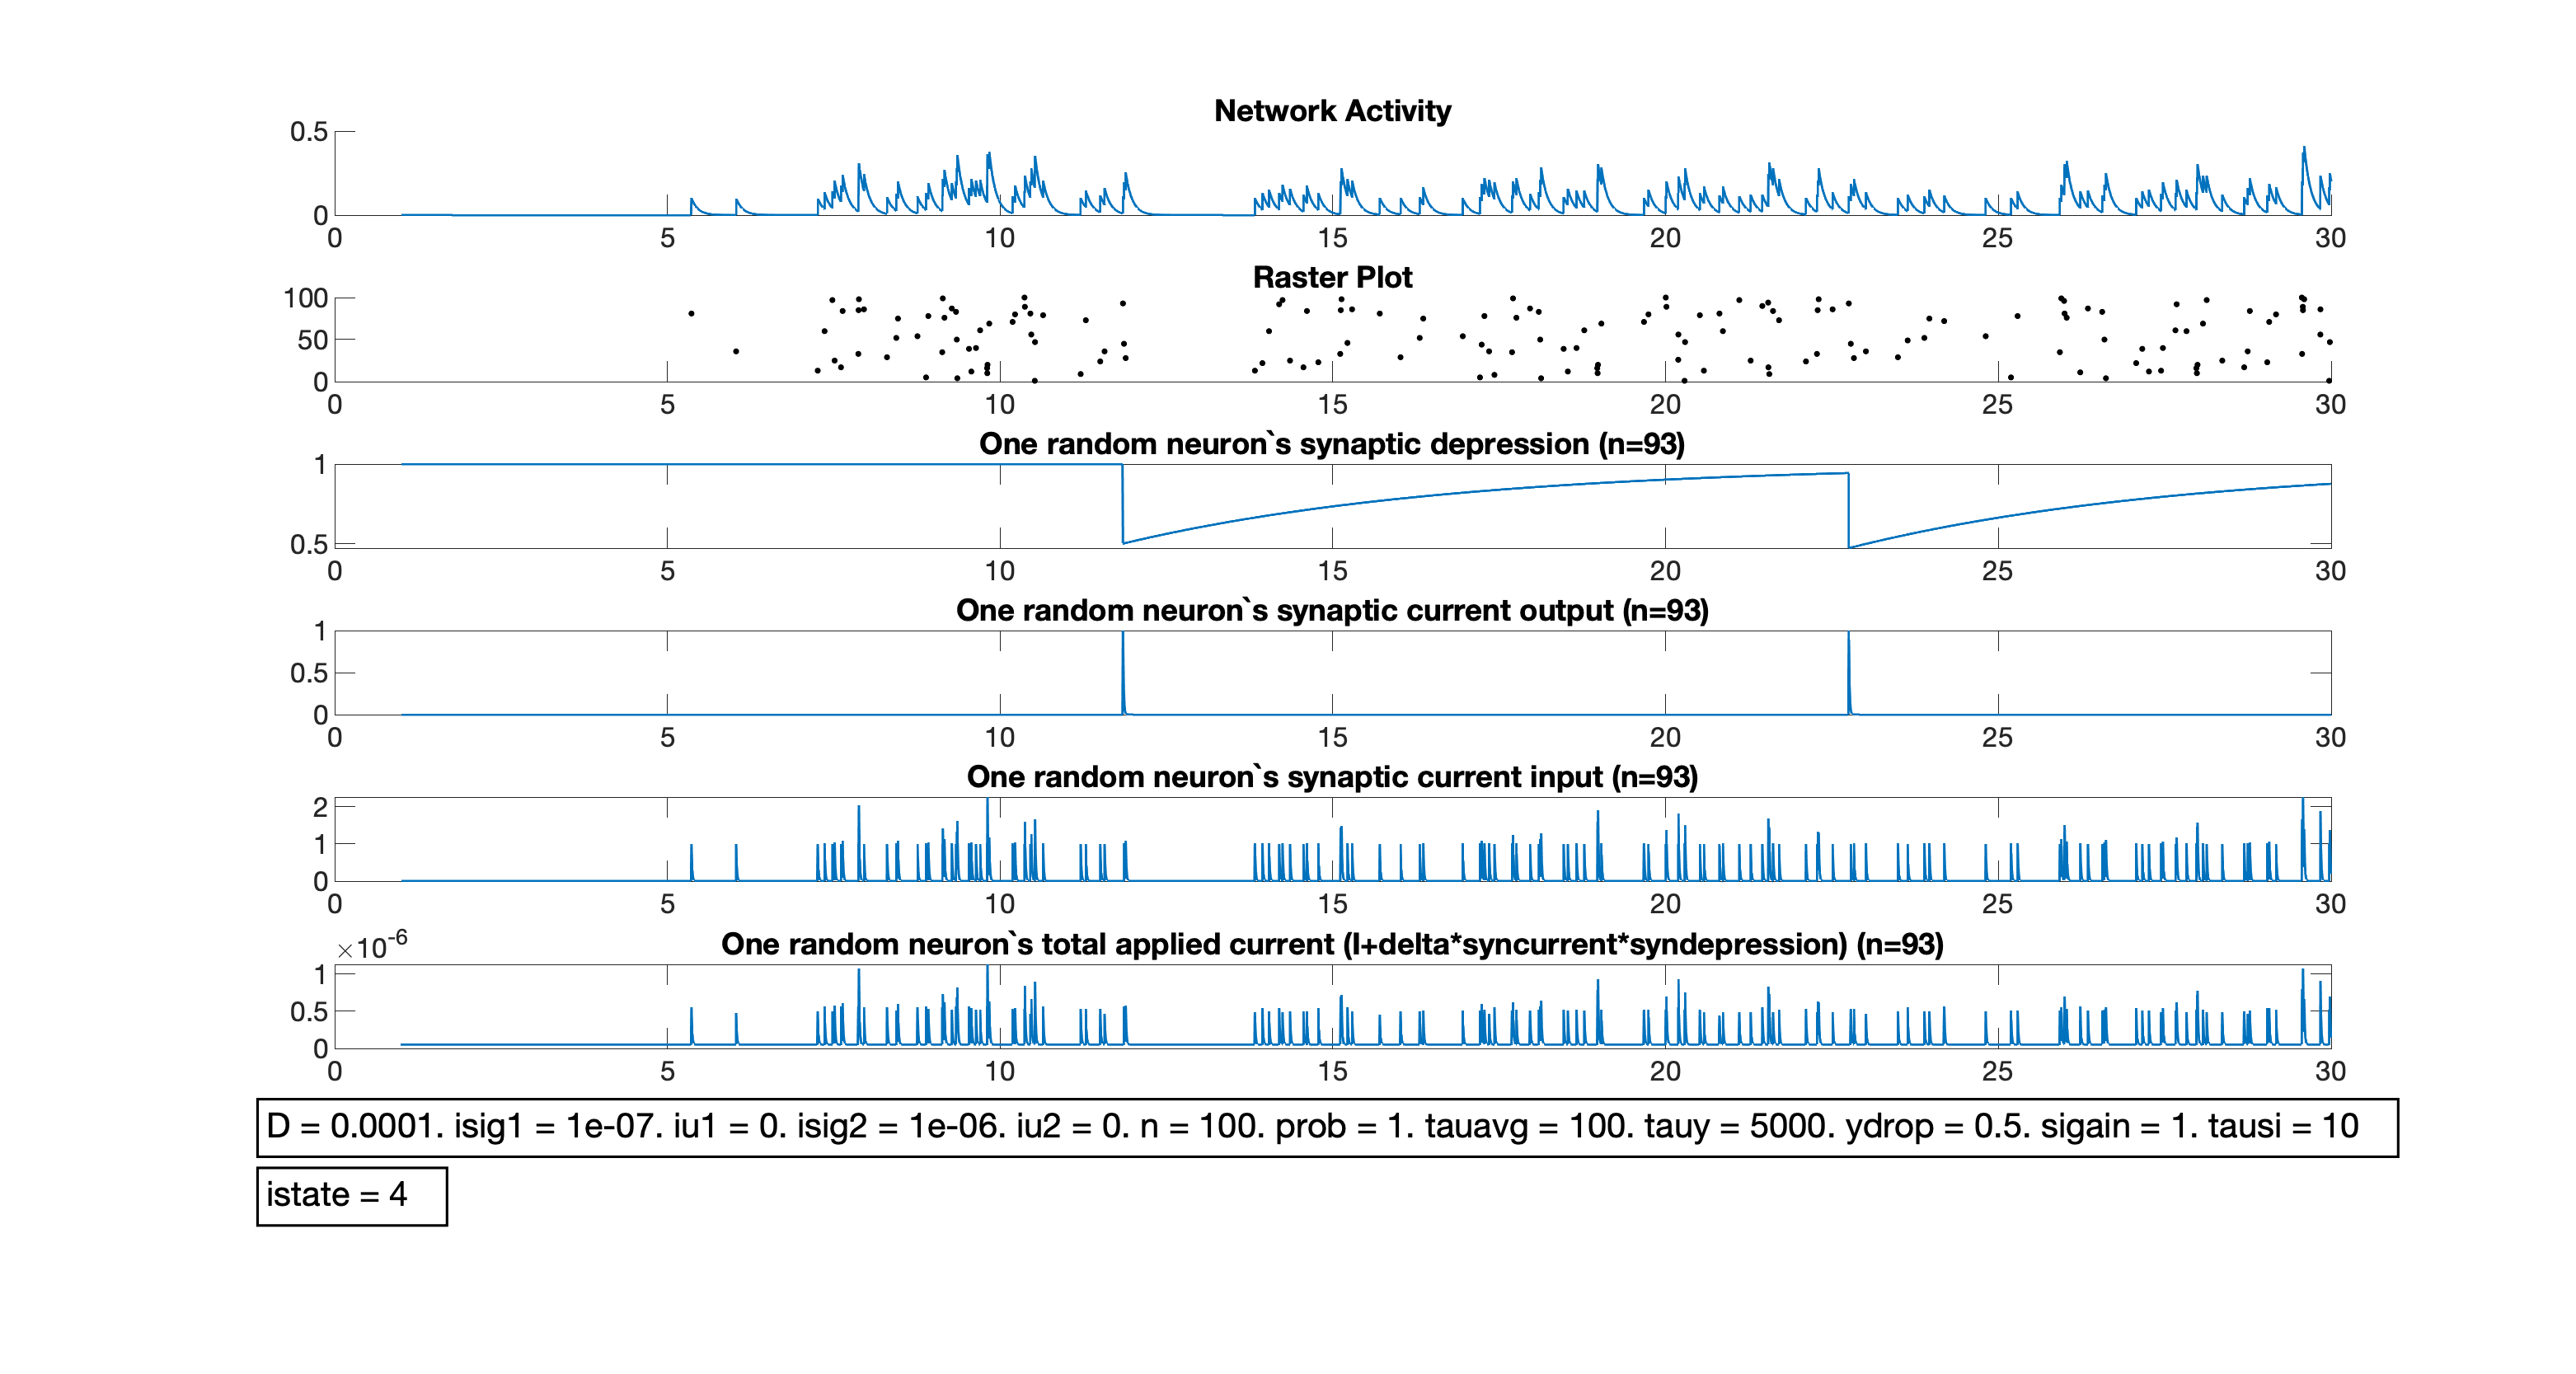 Network Activity
0.5
0
0 5 10 15 20 25 30
Raster Plot
100
50
0
0 5 10 15 20 25 30
One random neuron`s synaptic depression (n=93)
1
0.5
0 5 10 15 20 25 30
One random neuron`s synaptic current output (n=93)
1
0.5
0
0 5 10 15 20 25 30
One random neuron`s synaptic current input (n=93)
2
1
0
0 5 10 15 20 25 30
×10-6
One random neuron`s total applied current (I+delta*syncurrent*syndepression) (n=93)
1
0.5
0
0 5 10 15 20 25 30
D = 0.0001. isig1 = 1e-07. iu1 = 0. isig2 = 1e-06. iu2 = 0. n = 100. prob = 1. tauavg = 100. tauy = 5000. ydrop = 0.5. sigain = 1. tausi = 10
istate = 4